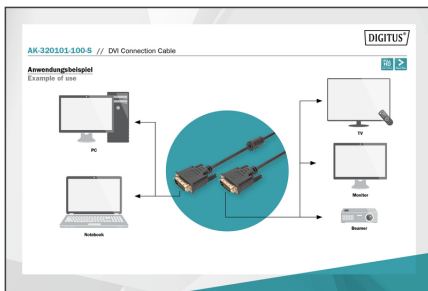 DIGITUS®
AK-320101-100-S // DVI Connection Cable
Anwendungsbeispiel
Example of use
PC
TV
Monitor
Notebook
Beamer